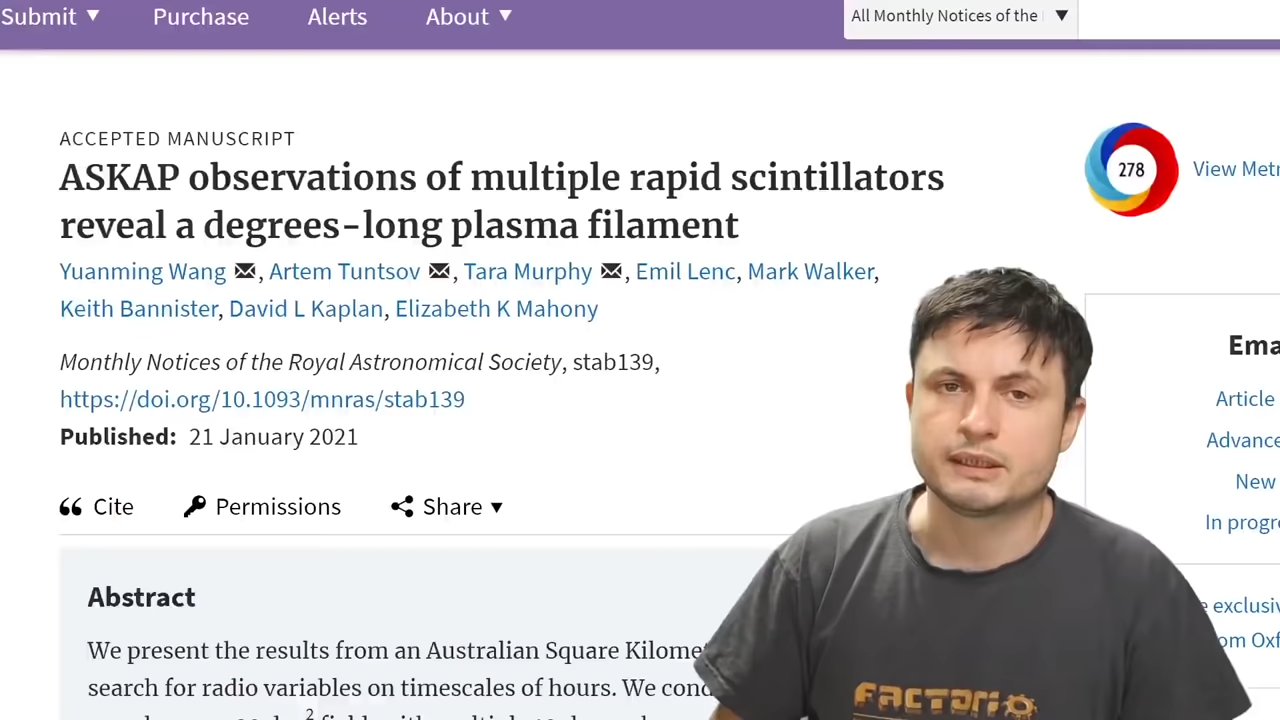 Submit ▼ Purchase Alerts About ▼ All Monthly Notices of the ▼
ACCEPTED MANUSCRIPT
ASKAP observations of multiple rapid scintillators
reveal a degrees-long plasma filament
278 View Metr
Yuanming Wang ✉, Artem Tuntsov ✉, Tara Murphy ✉, Emil Lenc, Mark Walker,
Keith Bannister, David L Kaplan, Elizabeth K Mahony
Monthly Notices of the Royal Astronomical Society, stab139,
https://doi.org/10.1093/mnras/stab139
Published: 21 January 2021
Cite Permissions Share ▼
Abstract
We present the results from an Australian Square Kilomet
search for radio variables on timescales of hours. We cond
Ema
Article
Advance
New
In progre
exclusiv
om Oxf
FACTORIO